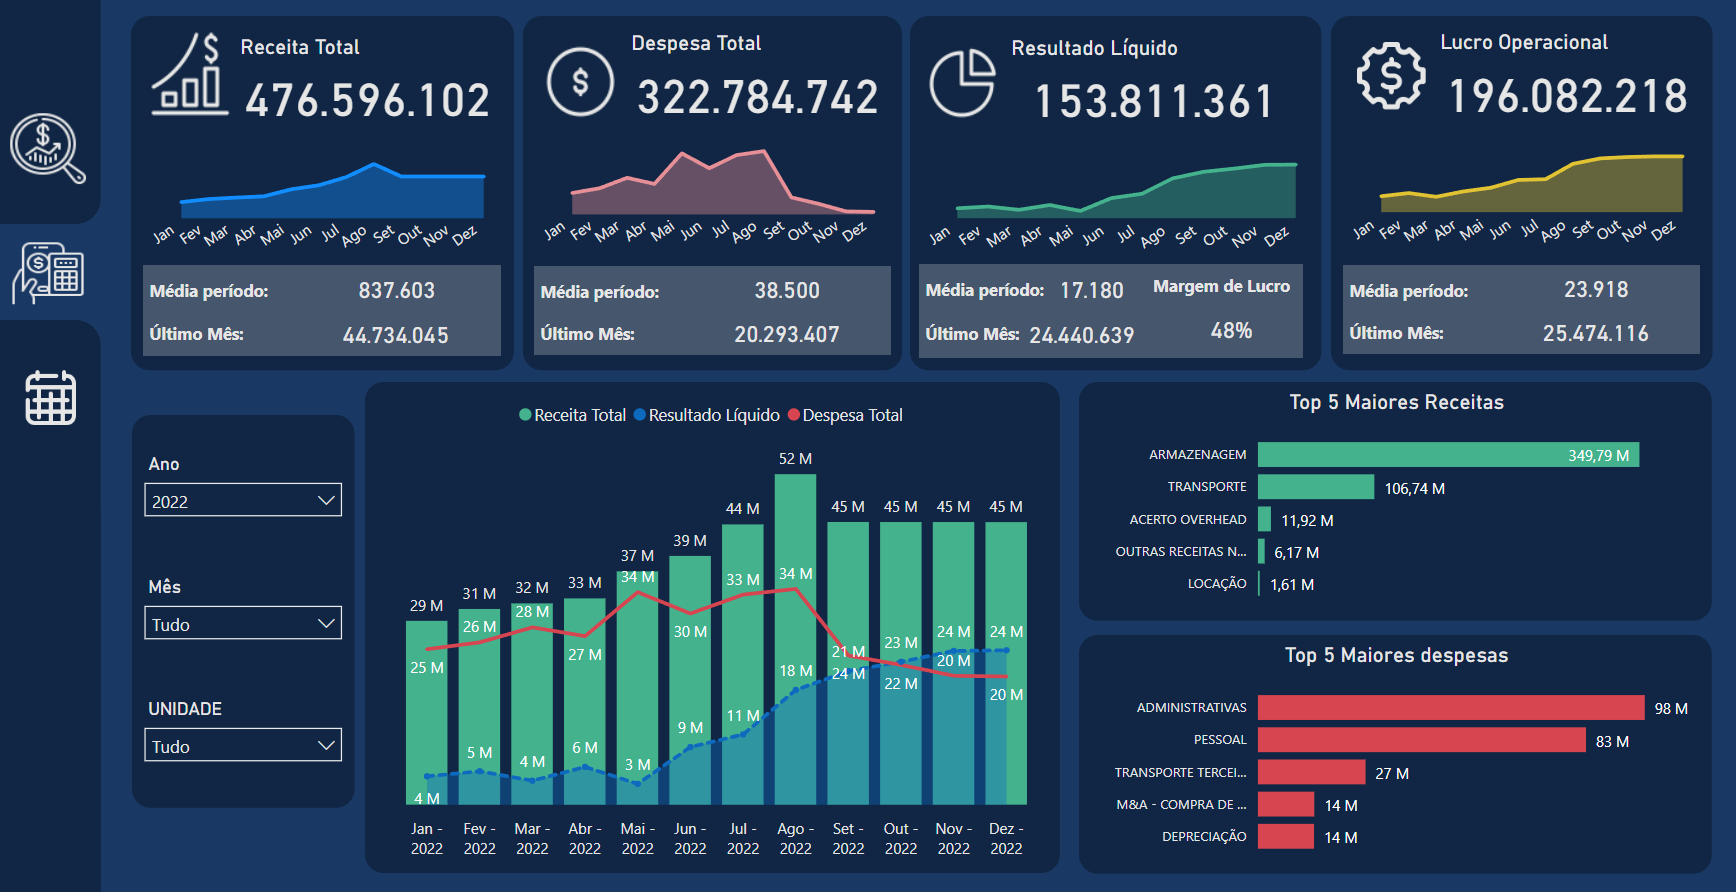 Receita Total
476.596.102
Jan Fev Mar Abr Mai Jun Jul Ago Set Out Nov Dez
Média período: 837.603
Último Mês: 44.734.045
Despesa Total
322.784.742
Jan Fev Mar Abr Mai Jun Jul Ago Set Out Nov Dez
Média período: 38.500
Último Mês: 20.293.407
Resultado Líquido
153.811.361
Jan Fev Mar Abr Mai Jun Jul Ago Set Out Nov Dez
Média período: 17.180
Último Mês: 24.440.639
Margem de Lucro
48%
Lucro Operacional
196.082.218
Jan Fev Mar Abr Mai Jun Jul Ago Set Out Nov Dez
Média período: 23.918
Último Mês: 25.474.116
Ano
2022
Mês
Tudo
UNIDADE
Tudo
Receita Total Resultado Líquido Despesa Total
29 M 31 M 32 M 33 M 37 M 39 M 44 M 52 M 45 M 45 M 45 M 45 M
25 M 26 M 28 M 27 M 34 M 30 M 33 M 34 M 21 M 22 M 20 M 20 M
4 M 5 M 4 M 6 M 3 M 9 M 11 M 18 M 24 M 23 M 24 M 24 M
Jan - 2022 Fev - 2022 Mar - 2022 Abr - 2022 Mai - 2022 Jun - 2022 Jul - 2022 Ago - 2022 Set - 2022 Out - 2022 Nov - 2022 Dez - 2022
Top 5 Maiores Receitas
ARMAZENAGEM 349,79 M
TRANSPORTE 106,74 M
ACERTO OVERHEAD 11,92 M
OUTRAS RECEITAS N... 6,17 M
LOCAÇÃO 1,61 M
Top 5 Maiores despesas
ADMINISTRATIVAS 98 M
PESSOAL 83 M
TRANSPORTE TERCEI... 27 M
M&A - COMPRA DE ... 14 M
DEPRECIAÇÃO 14 M